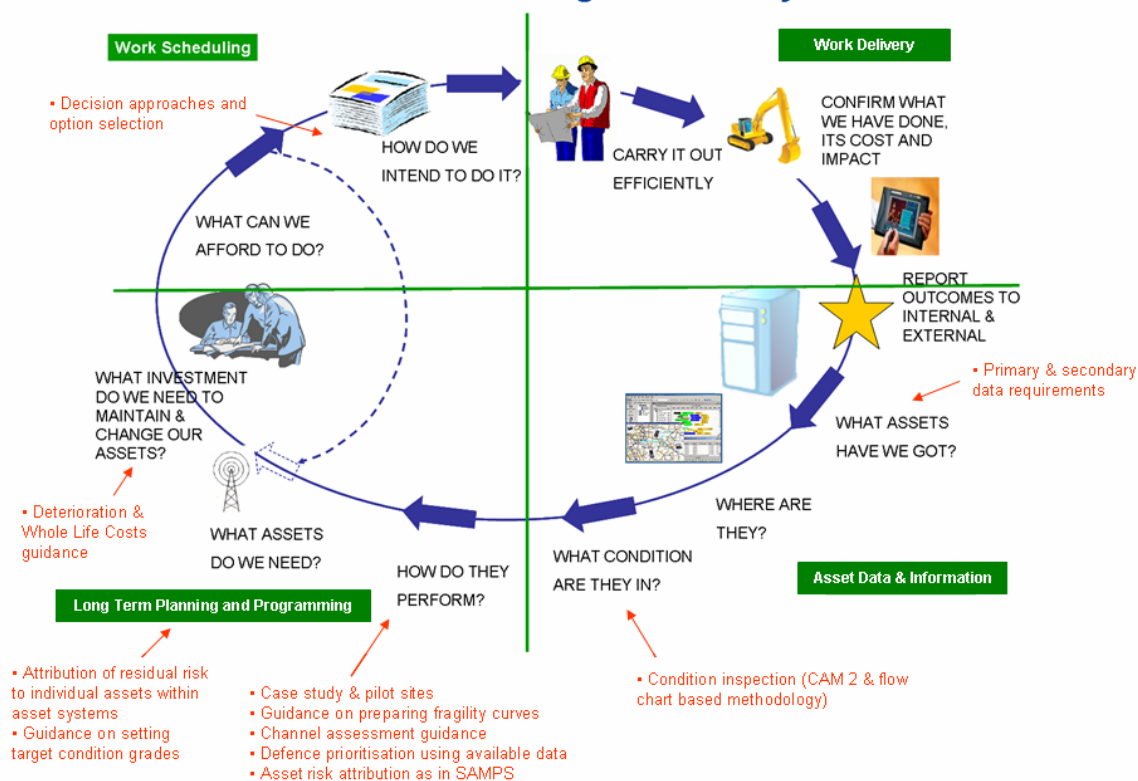 Work Scheduling
Work Delivery
▪ Decision approaches and
option selection
HOW DO WE
INTEND TO DO IT?
CARRY IT OUT
EFFICIENTLY
CONFIRM WHAT
WE HAVE DONE,
ITS COST AND
IMPACT
WHAT CAN WE
AFFORD TO DO?
REPORT
OUTCOMES TO
INTERNAL &
EXTERNAL
▪ Primary & secondary
data requirements
WHAT INVESTMENT
DO WE NEED TO
MAINTAIN &
CHANGE OUR
ASSETS?
WHAT ASSETS
HAVE WE GOT?
▪ Deterioration &
Whole Life Costs
guidance
WHAT ASSETS
DO WE NEED?
HOW DO THEY
PERFORM?
WHAT CONDITION
ARE THEY IN?
WHERE ARE
THEY?
Asset Data & Information
Long Term Planning and Programming
▪ Attribution of residual risk
to individual assets within
asset systems
▪ Guidance on setting
target condition grades
▪ Case study & pilot sites
▪ Guidance on preparing fragility curves
▪ Channel assessment guidance
▪ Defence prioritisation using available data
▪ Asset risk attribution as in SAMPS
▪ Condition inspection (CAM 2 & flow
chart based methodology)